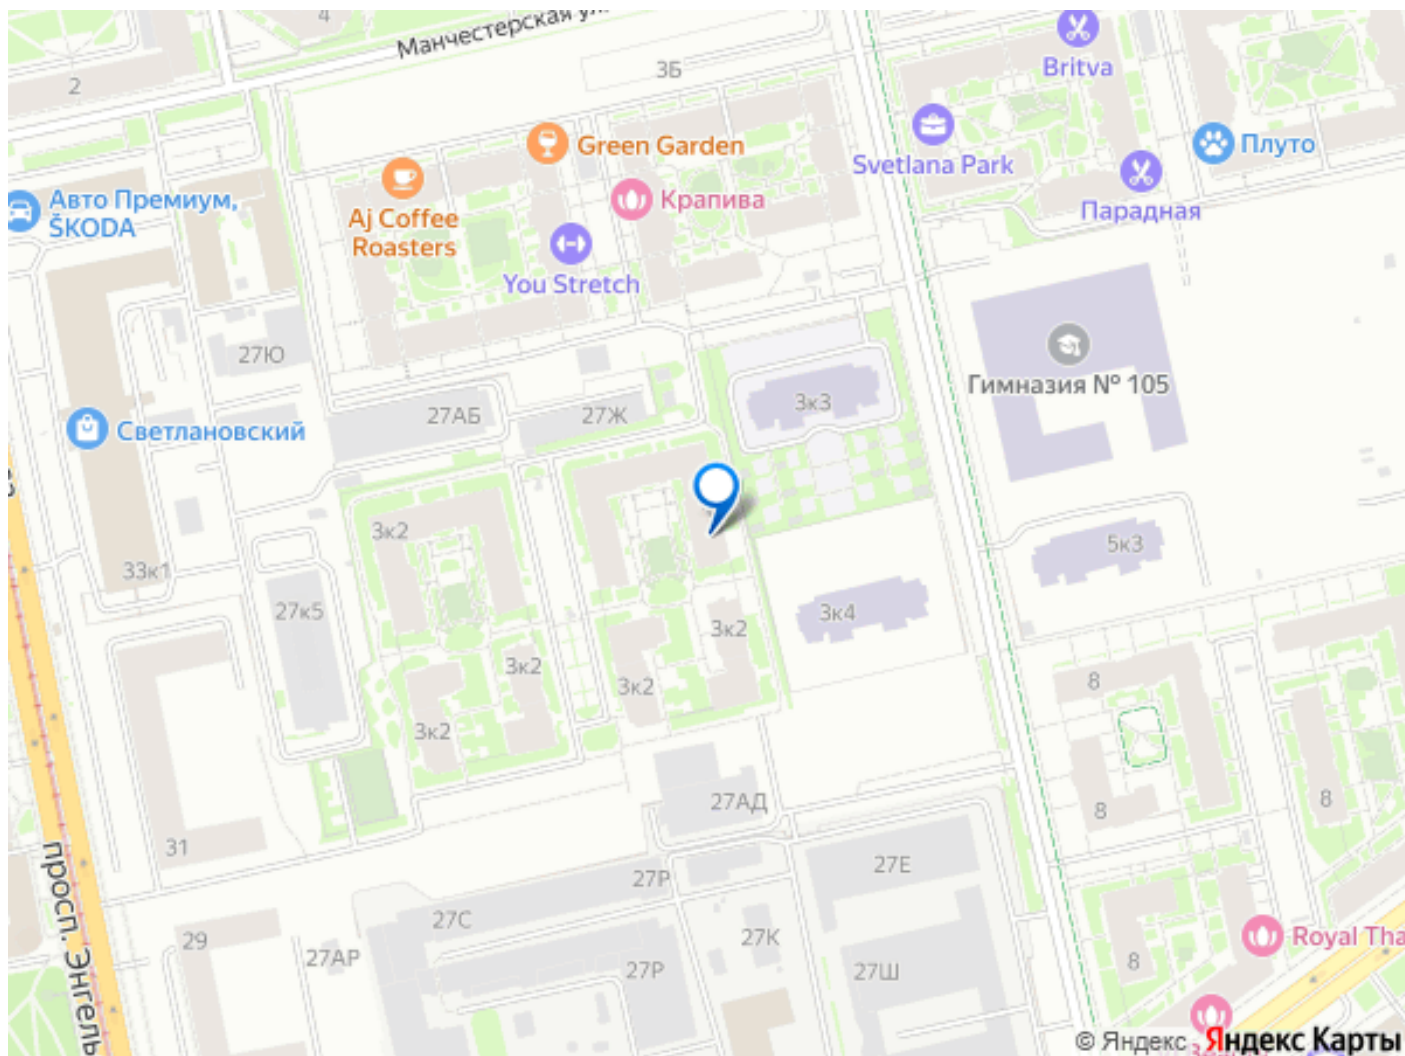 4
Манчестерская ул.
2
3Б
Britva
Green Garden
Svetlana Park
Плуто
Авто Премиум,
ŠKODA
Aj Coffee
Roasters
Крапива
Парадная
You Stretch
27Ю
Гимназия № 105
3к3
27АБ
27Ж
Светлановский
3к2
5к3
33к1
27к5
3к4
3к2
3к2
3к2
8
3к2
27АД
8
8
31
просп. Энгель
27Е
27Р
27С
29
27К
Royal Tha
27АР
27Р
27Ш
8
© Яндекс Яндекс Карты